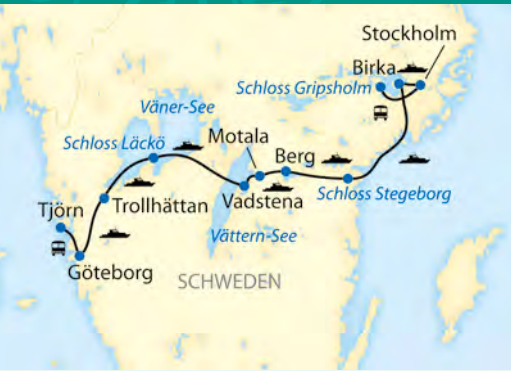 Stockholm
Birka
Schloss Gripsholm
Väner-See
Schloss Läckö
Motala
Berg
Schloss Stegeborg
Vadstena
Trollhättan
Tjörn
Vättern-See
Göteborg
SCHWEDEN